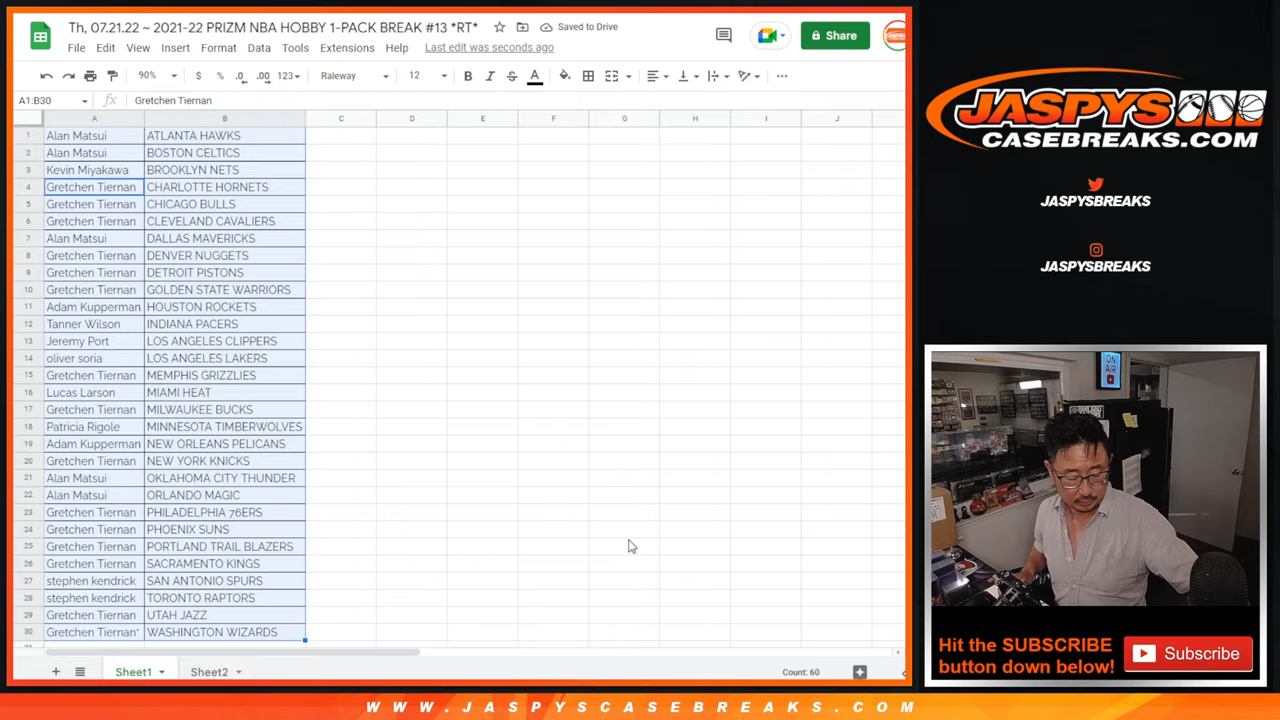 Th, 07.21.22 ~ 2021-22 PRIZM NBA HOBBY 1-PACK BREAK #13 *RT*
Saved to Drive
File Edit View Insert Format Data Tools Extensions Help Last edit was seconds ago
Share
90% $ % .0 .00 123 Raleway 12 B I S A
A1:B30 fx Gretchen Tiernan
A B C D E F G H I J
1 Alan Matsui ATLANTA HAWKS
2 Alan Matsui BOSTON CELTICS
3 Kevin Miyakawa BROOKLYN NETS
4 Gretchen Tiernan CHARLOTTE HORNETS
5 Gretchen Tiernan CHICAGO BULLS
6 Gretchen Tiernan CLEVELAND CAVALIERS
7 Alan Matsui DALLAS MAVERICKS
8 Gretchen Tiernan DENVER NUGGETS
9 Gretchen Tiernan DETROIT PISTONS
10 Gretchen Tiernan GOLDEN STATE WARRIORS
11 Adam Kupperman HOUSTON ROCKETS
12 Tanner Wilson INDIANA PACERS
13 Jeremy Port LOS ANGELES CLIPPERS
14 oliver soria LOS ANGELES LAKERS
15 Gretchen Tiernan MEMPHIS GRIZZLIES
16 Lucas Larson MIAMI HEAT
17 Gretchen Tiernan MILWAUKEE BUCKS
18 Patricia Rigole MINNESOTA TIMBERWOLVES
19 Adam Kupperman NEW ORLEANS PELICANS
20 Gretchen Tiernan NEW YORK KNICKS
21 Alan Matsui OKLAHOMA CITY THUNDER
22 Alan Matsui ORLANDO MAGIC
23 Gretchen Tiernan PHILADELPHIA 76ERS
24 Gretchen Tiernan PHOENIX SUNS
25 Gretchen Tiernan PORTLAND TRAIL BLAZERS
26 Gretchen Tiernan SACRAMENTO KINGS
27 stephen kendrick SAN ANTONIO SPURS
28 stephen kendrick TORONTO RAPTORS
29 Gretchen Tiernan UTAH JAZZ
30 Gretchen Tiernan* WASHINGTON WIZARDS
Sheet1 Sheet2 Count: 60
JASPYS
CASEBREAKS.COM
JASPYSBREAKS
JASPYSBREAKS
ON AIR
Hit the SUBSCRIBE
button down below!
Subscribe
WWW.JASPYSCASEBREAKS.COM